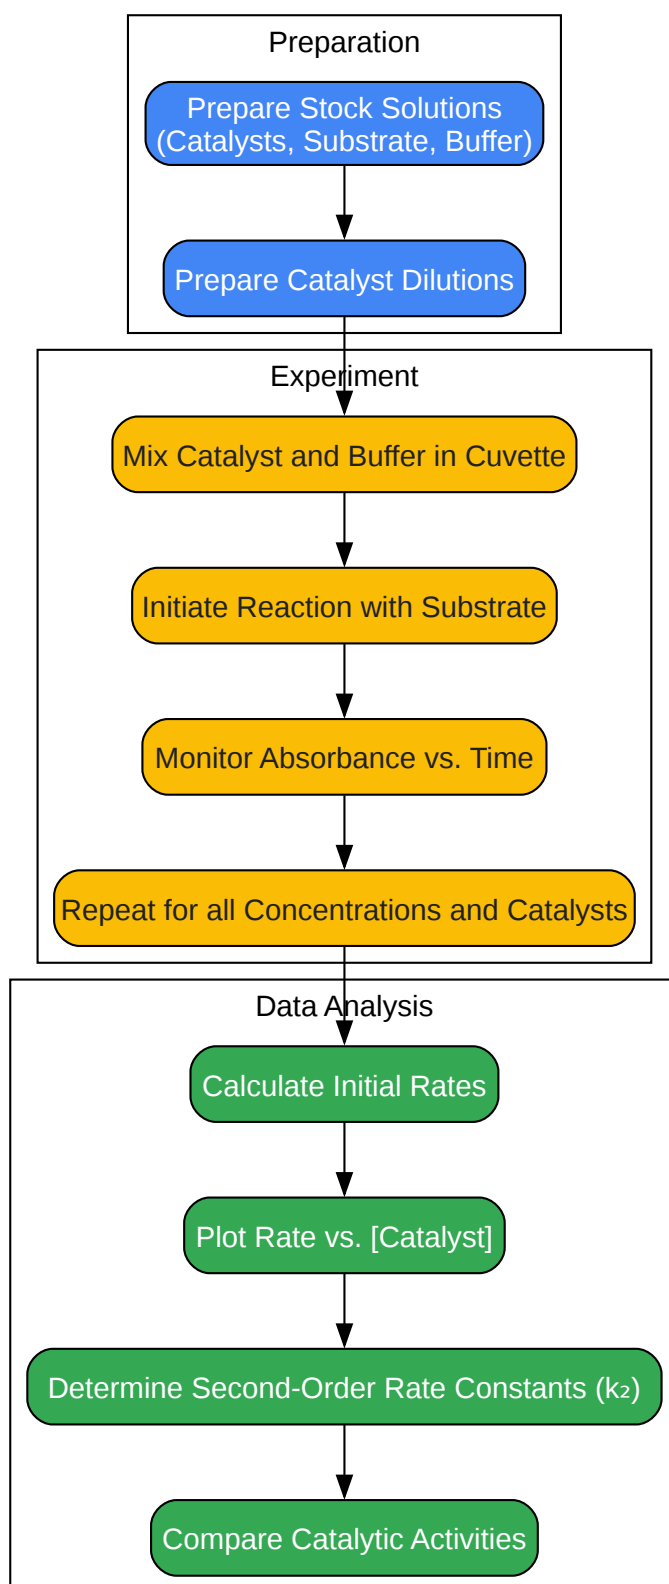 Preparation
Prepare Stock Solutions
(Catalysts, Substrate, Buffer)
Prepare Catalyst Dilutions
Experiment
Mix Catalyst and Buffer in Cuvette
Initiate Reaction with Substrate
Monitor Absorbance vs. Time
Repeat for all Concentrations and Catalysts
Data Analysis
Calculate Initial Rates
Plot Rate vs. [Catalyst]
Determine Second-Order Rate Constants (k₂)
Compare Catalytic Activities